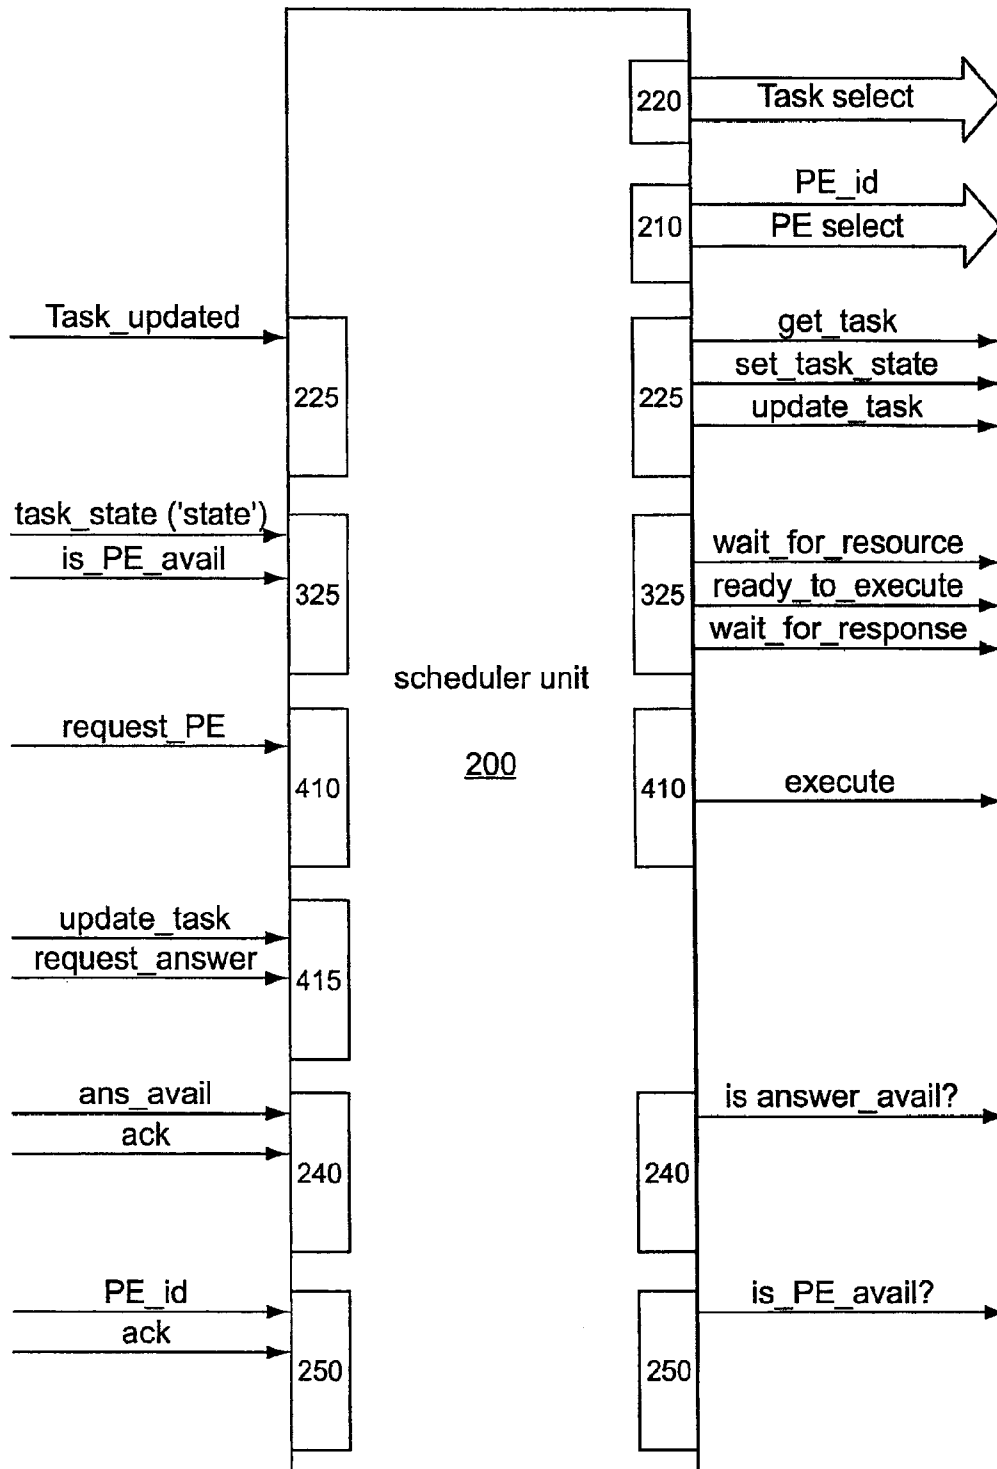 220
Task select
PE_id
210
PE select
Task_updated
225
225
get_task
set_task_state
update_task
task_state ('state')
is_PE_avail
325
325
wait_for_resource
ready_to_execute
wait_for_response
scheduler unit
200
request_PE
410
410
execute
update_task
request_answer
415
ans_avail
ack
240
240
is answer_avail?
PE_id
ack
250
250
is_PE_avail?